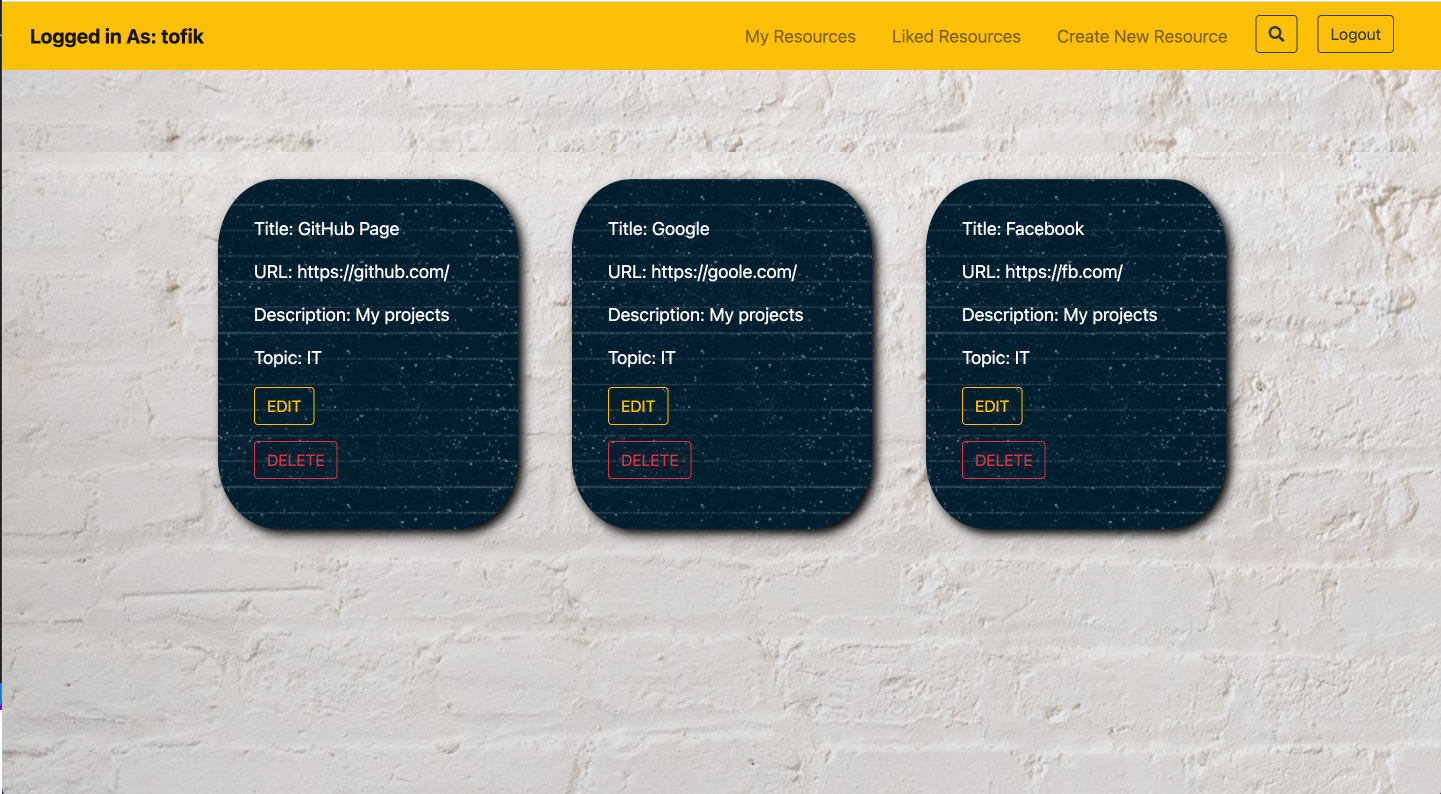 Logged in As: tofik
My Resources
Liked Resources
Create New Resource
Logout
Title: GitHub Page
URL: https://github.com/
Description: My projects
Topic: IT
EDIT
DELETE
Title: Google
URL: https://goole.com/
Description: My projects
Topic: IT
EDIT
DELETE
Title: Facebook
URL: https://fb.com/
Description: My projects
Topic: IT
EDIT
DELETE